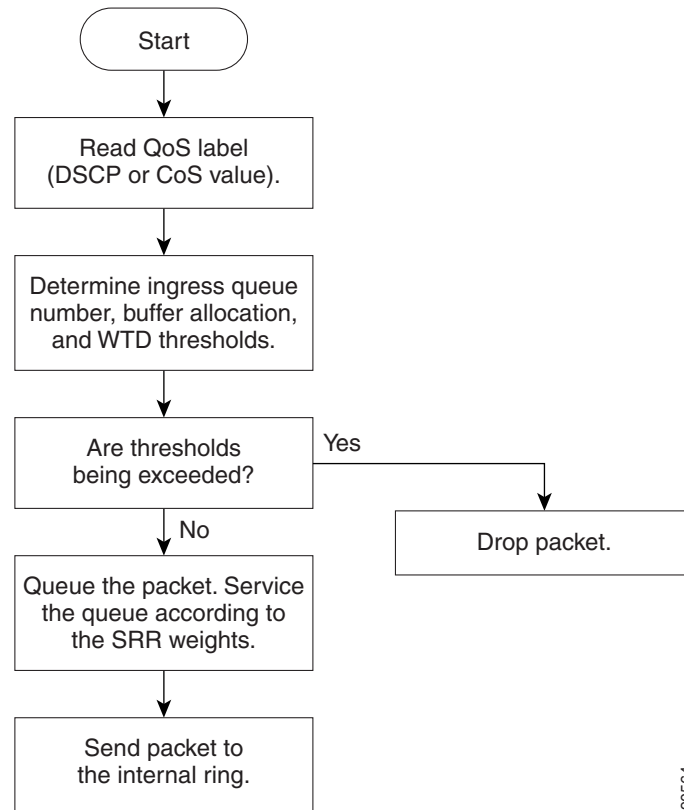 Start
Read QoS label
(DSCP or CoS value).
Determine ingress queue
number, buffer allocation,
and WTD thresholds.
Are thresholds
being exceeded?
Yes
No
Drop packet.
Queue the packet. Service
the queue according to
the SRR weights.
Send packet to
the internal ring.